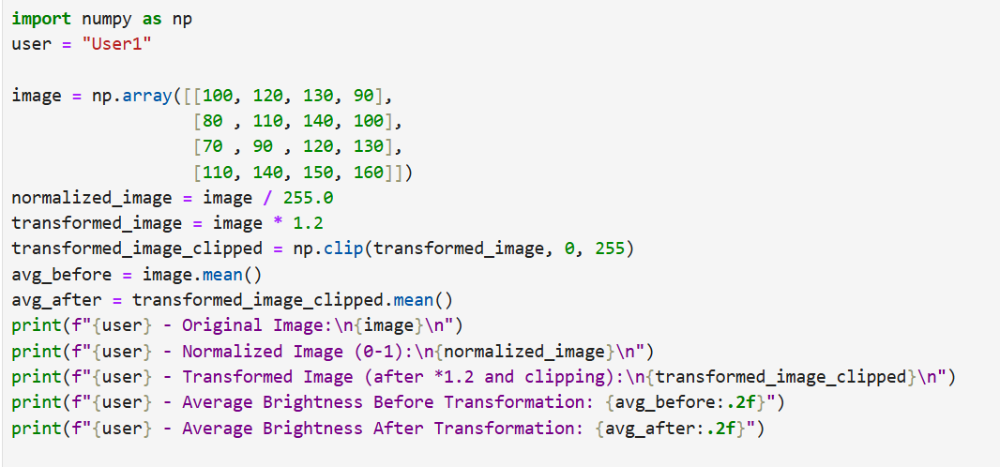 import numpy as np
user = "User1"
image = np.array([[100, 120, 130, 90],
[80 , 110, 140, 100],
[70 , 90 , 120, 130],
[110, 140, 150, 160]])
normalized_image = image / 255.0
transformed_image = image * 1.2
transformed_image_clipped = np.clip(transformed_image, 0, 255)
avg_before = image.mean()
avg_after = transformed_image_clipped.mean()
print(f"{user} - Original Image:\n{image}\n")
print(f"{user} - Normalized Image (0-1):\n{normalized_image}\n")
print(f"{user} - Transformed Image (after *1.2 and clipping):\n{transformed_image_clipped}\n")
print(f"{user} - Average Brightness Before Transformation: {avg_before:.2f}")
print(f"{user} - Average Brightness After Transformation: {avg_after:.2f}")